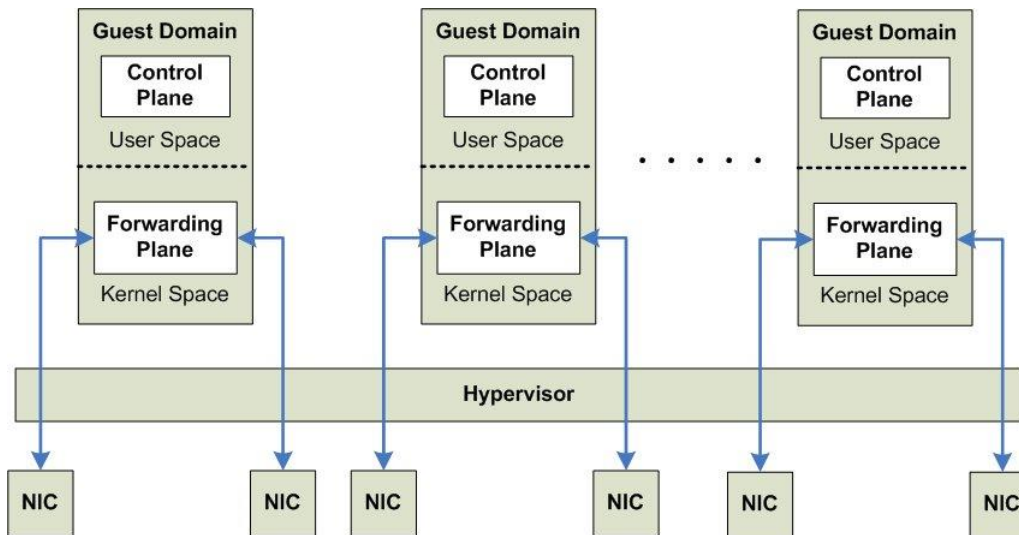 Guest Domain
Control
Plane
User Space
Forwarding
Plane
Kernel Space
Guest Domain
Control
Plane
User Space
Forwarding
Plane
Kernel Space
Guest Domain
Control
Plane
User Space
Forwarding
Plane
Kernel Space
Hypervisor
NIC
NIC
NIC
NIC
NIC
NIC